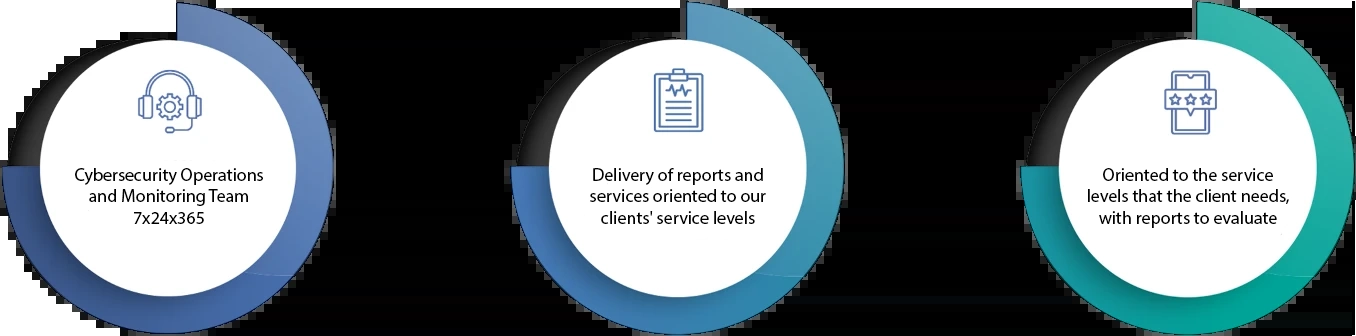 Cybersecurity Operations
and Monitoring Team
7x24x365
Delivery of reports and
services oriented to our
clients' service levels
Oriented to the service
levels that the client needs,
with reports to evaluate